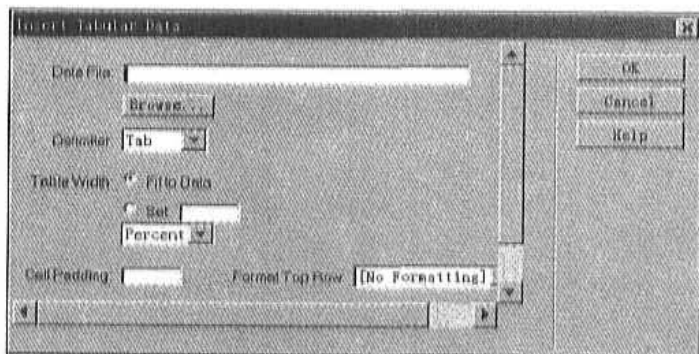 Insert Tabular Data
Data File:
Browse...
Delimiter: Tab
Table Width: Fit to Data
Set:
Percent
Cell Padding: Format Top Row: [No Formatting]
OK
Cancel
Help